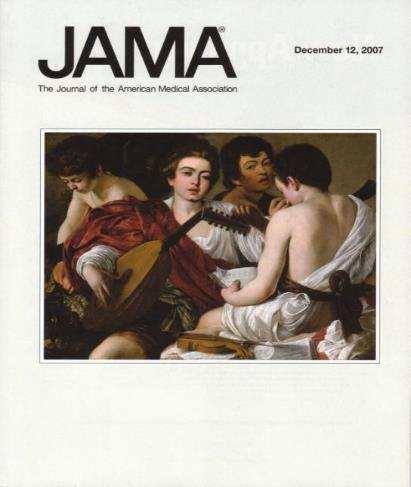 JAMA®
December 12, 2007
The Journal of the American Medical Association